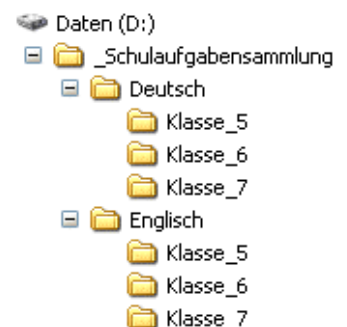 Daten (D:)
_Schulaufgabensammlung
Deutsch
Klasse_5
Klasse_6
Klasse_7
Englisch
Klasse_5
Klasse_6
Klasse_7